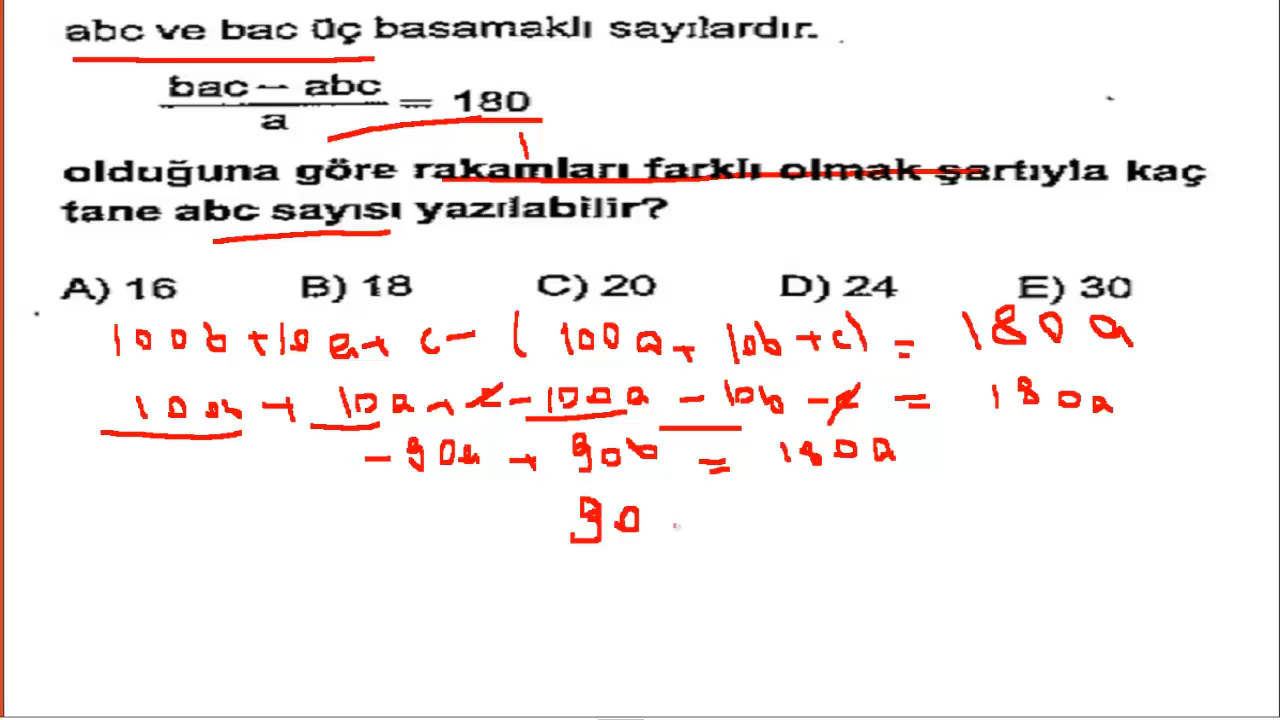 abc ve bac üç basamaklı sayılardır.
bac - abc
a
= 180
olduğuna göre rakamları farklı olmak şartıyla kaç
tane abc sayısı yazılabilir?
A) 16 B) 18 C) 20 D) 24 E) 30
100b + 10a + c - ( 100a + 10b + c) = 180a
100b + 10a + c - 100a - 10b - c = 180a
- 90a + 90b = 180a
90